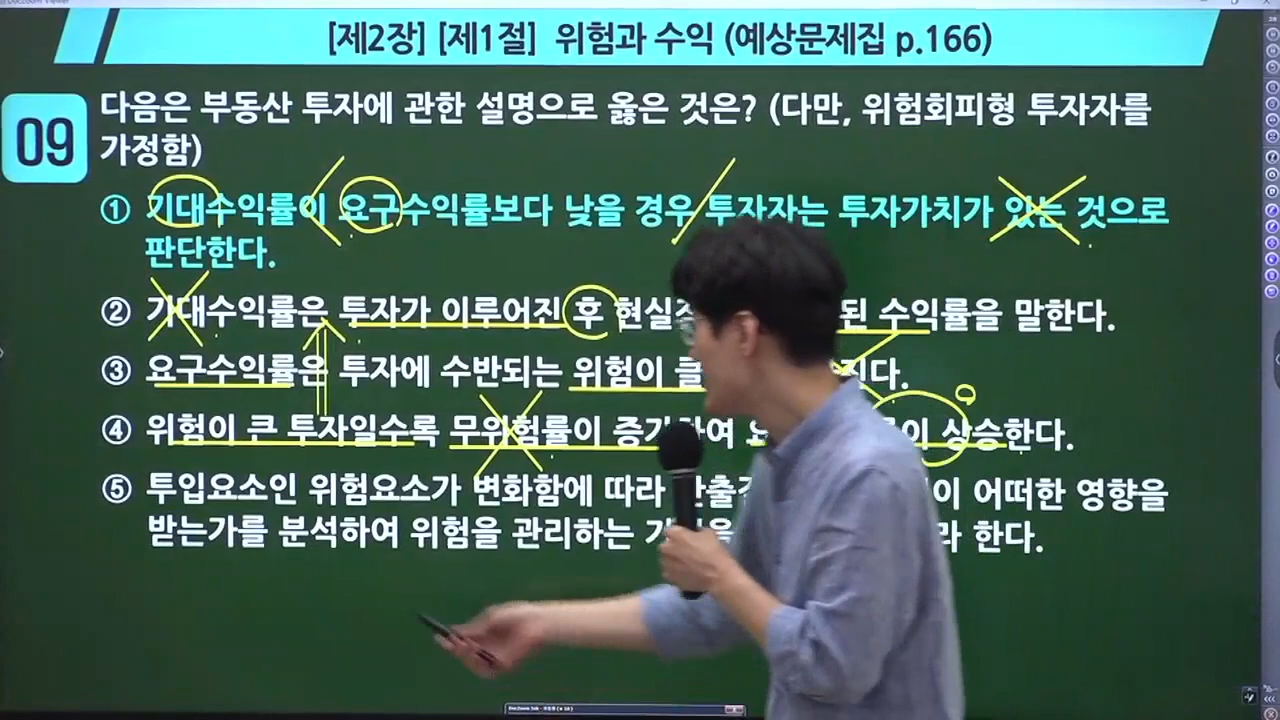 [제2장] [제1절] 위험과 수익 (예상문제집 p.166)
09
다음은 부동산 투자에 관한 설명으로 옳은 것은? (다만, 위험회피형 투자자를
가정함)
① 기대수익률이 요구수익률보다 낮을 경우 투자자는 투자가치가 있는 것으로
판단한다.
② 기대수익률은 투자가 이루어진 후 현실 된 수익률을 말한다.
③ 요구수익률은 투자에 수반되는 위험이 클
④ 위험이 큰 투자일수록 무위험률이 증가하여 상승한다.
⑤ 투입요소인 위험요소가 변화함에 따라 어떠한 영향을
받는가를 분석하여 위험을 관리하는 한다.